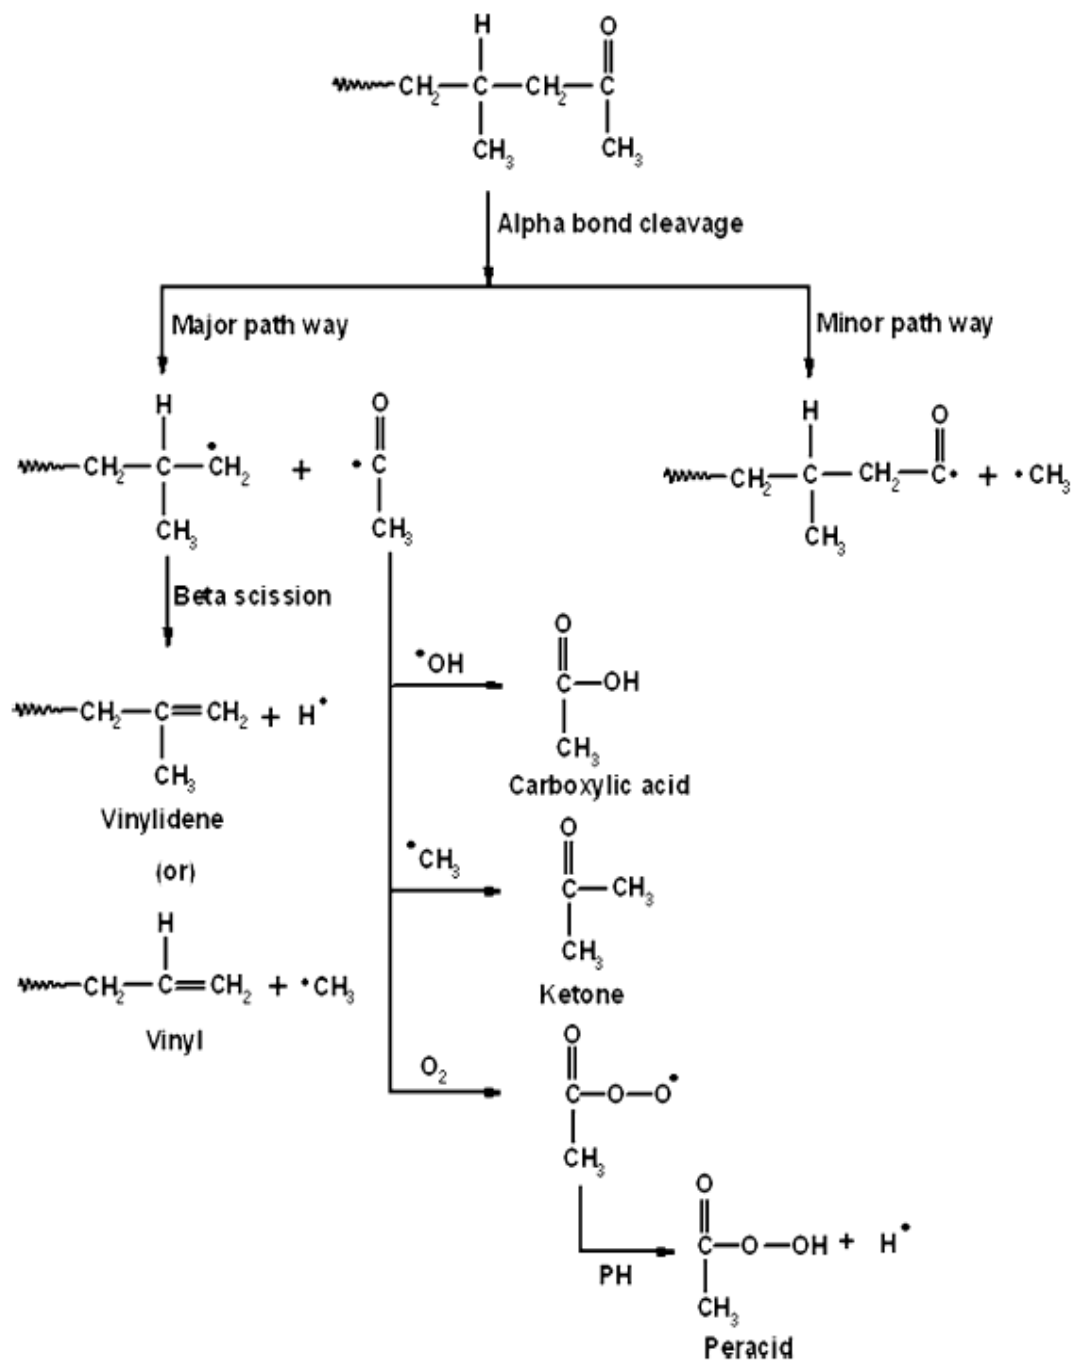 H
O
CH2—C—CH2—C
CH3
CH3
Alpha bond cleavage
Major path way
Minor path way
H
O
CH2—C—CH2 + •C
CH3
CH3
H
O
CH2—C—CH2—C• + •CH3
CH3
Beta scission
•OH
O
C—OH
CH3
Carboxylic acid
CH2—C=CH2 + H•
CH3
Vinylidene
(or)
•CH3
O
C—CH3
CH3
Ketone
H
CH2—C=CH2 + •CH3
Vinyl
O2
O
C—O—O•
CH3
PH
O
C—O—OH + H•
CH3
Peracid